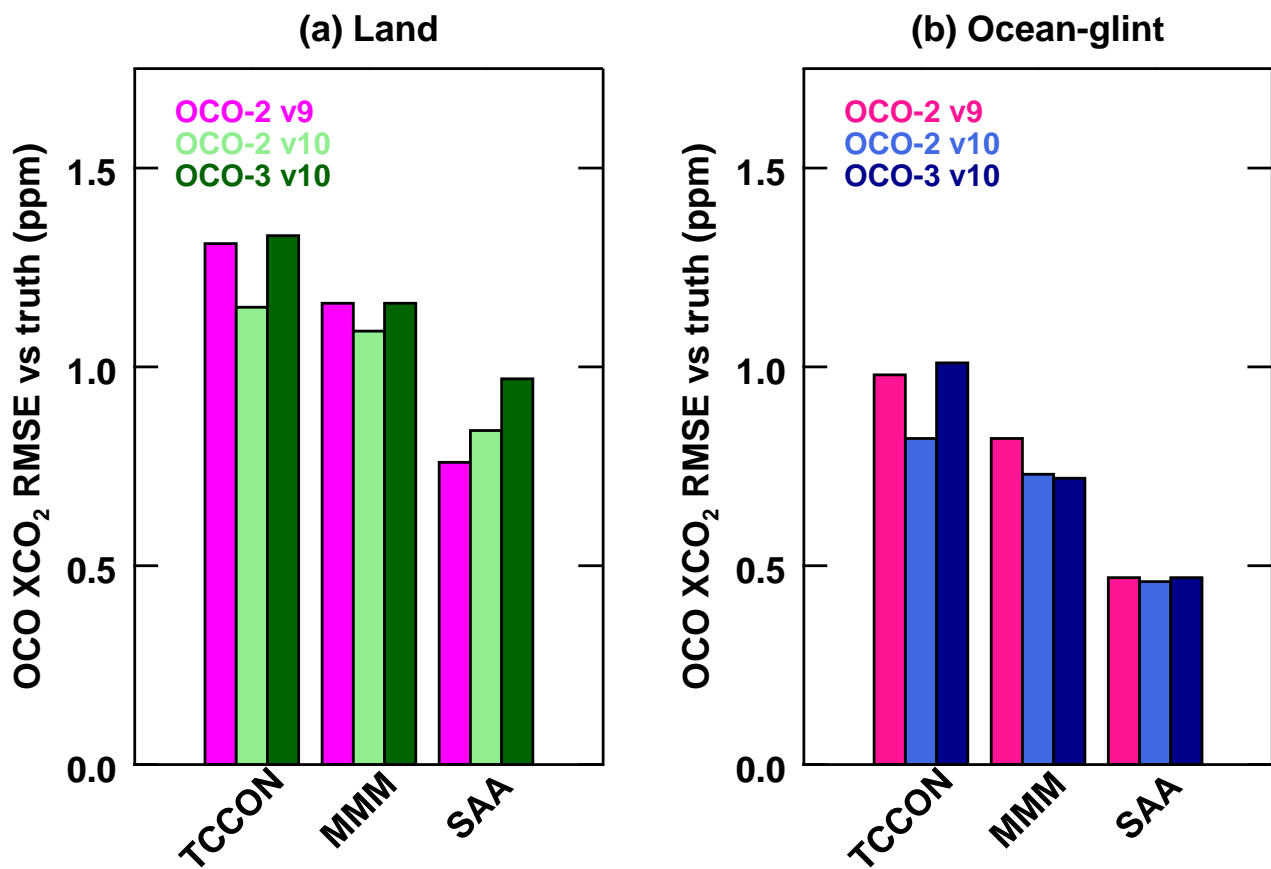 (a) Land
OCO-2 v9
OCO-2 v10
OCO-3 v10
OCO XCO₂ RMSE vs truth (ppm)
1.5
1.0
0.5
0.0
TCCON
MMM
SAA
(b) Ocean-glint
OCO-2 v9
OCO-2 v10
OCO-3 v10
OCO XCO₂ RMSE vs truth (ppm)
1.5
1.0
0.5
0.0
TCCON
MMM
SAA